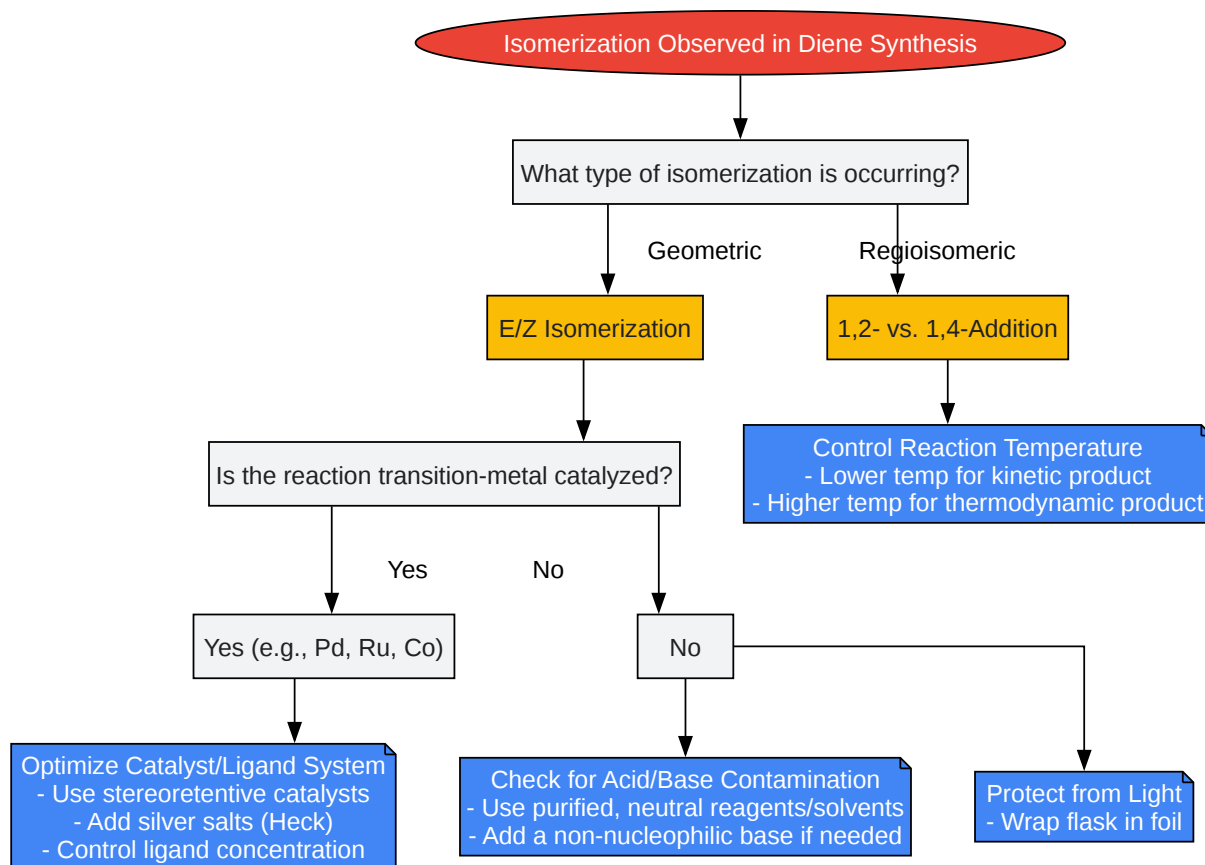 Isomerization Observed in Diene Synthesis
What type of isomerization is occurring?
Geometric
Regioisomeric
E/Z Isomerization
1,2- vs. 1,4-Addition
Is the reaction transition-metal catalyzed?
Control Reaction Temperature
- Lower temp for kinetic product
- Higher temp for thermodynamic product
Yes
No
Yes (e.g., Pd, Ru, Co)
No
Optimize Catalyst/Ligand System
- Use stereoretentive catalysts
- Add silver salts (Heck)
- Control ligand concentration
Check for Acid/Base Contamination
- Use purified, neutral reagents/solvents
- Add a non-nucleophilic base if needed
Protect from Light
- Wrap flask in foil